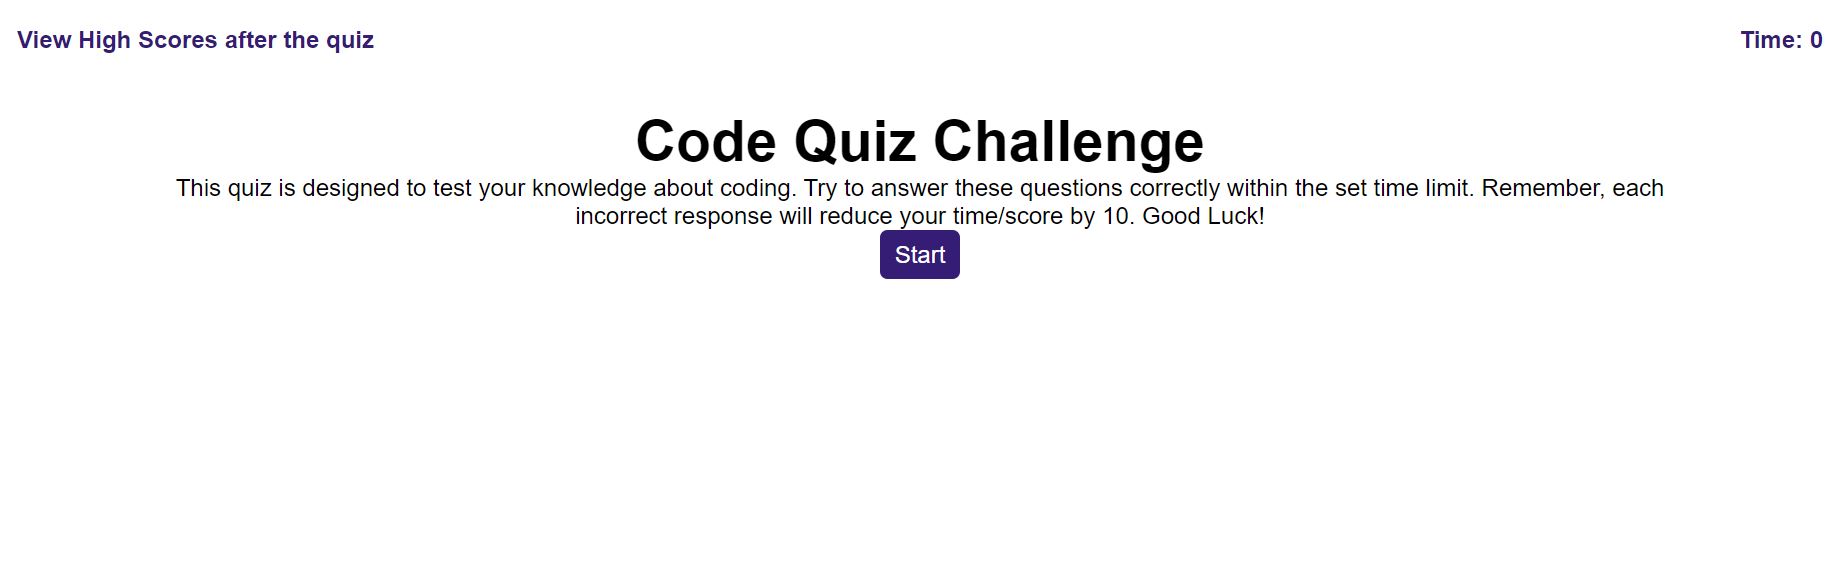 View High Scores after the quiz
Time: 0
Code Quiz Challenge
This quiz is designed to test your knowledge about coding. Try to answer these questions correctly within the set time limit. Remember, each
incorrect response will reduce your time/score by 10. Good Luck!
Start